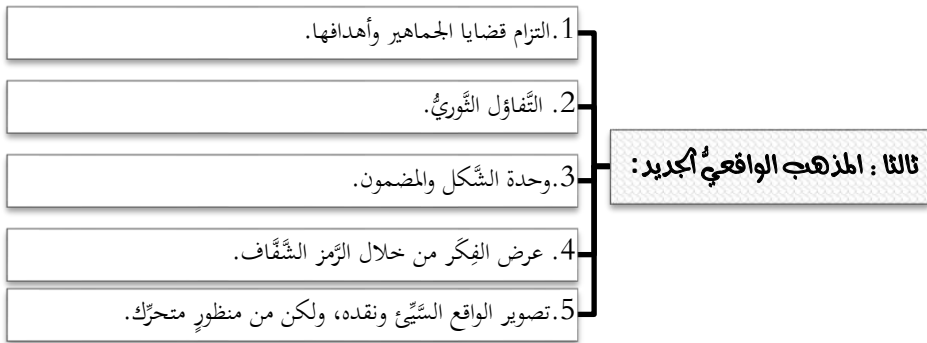 ثالثا : المذهب الواقعيُّ الجديد:
1.التزام قضايا الجماهير وأهدافها.
2. التَّفاؤل الثَّوريُّ.
3.وحدة الشَّكل والمضمون.
4. عرض الفِكَر من خلال الرَّمز الشَّفَّاف.
5.تصوير الواقع السَّيِّئ ونقده، ولكن من منظورٍ متحرِّك.